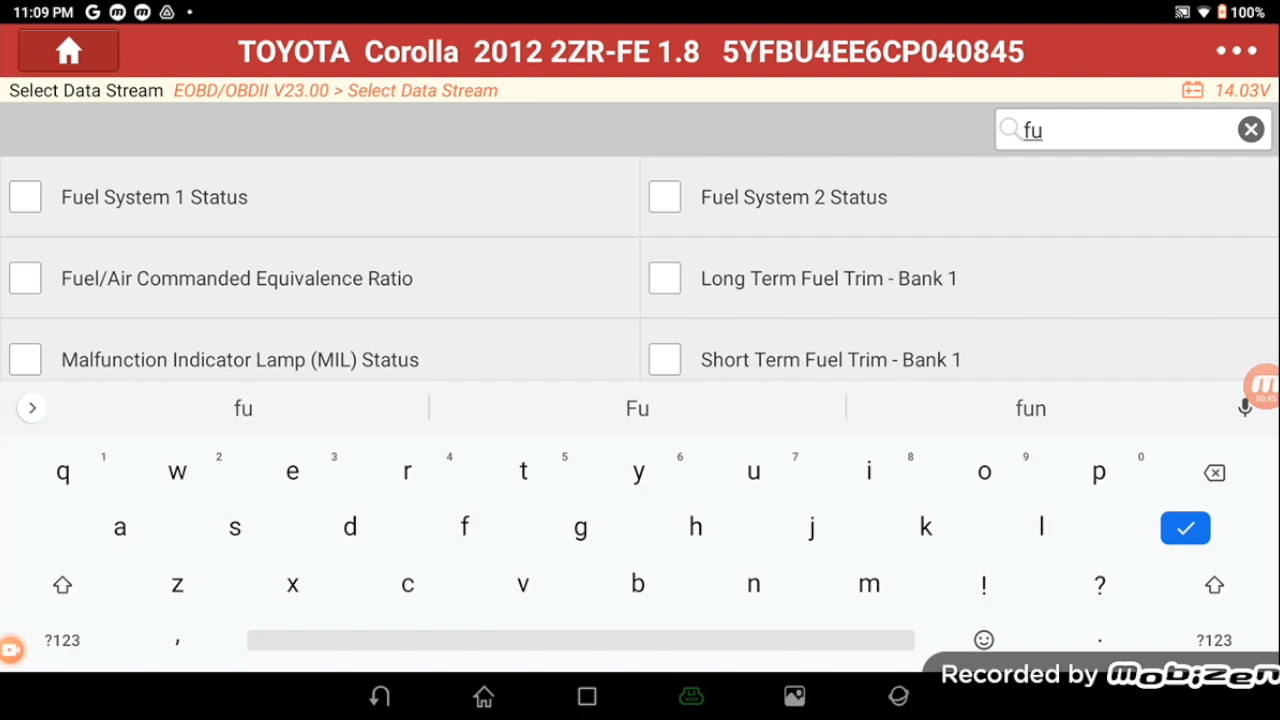 11:09 PM G m m 100%
TOYOTA Corolla 2012 2ZR-FE 1.8 5YFBU4EE6CP040845
Select Data Stream EOBD/OBDII V23.00 > Select Data Stream 14.03V
fu
Fuel System 1 Status Fuel System 2 Status
Fuel/Air Commanded Equivalence Ratio Long Term Fuel Trim - Bank 1
Malfunction Indicator Lamp (MIL) Status Short Term Fuel Trim - Bank 1
m
00:45
fu Fu fun
1 2 3 4 5 6 7 8 9 0
q w e r t y u i o p
a s d f g h j k l
z x c v b n m ! ?
?123 , . ?123
Recorded by mobizen